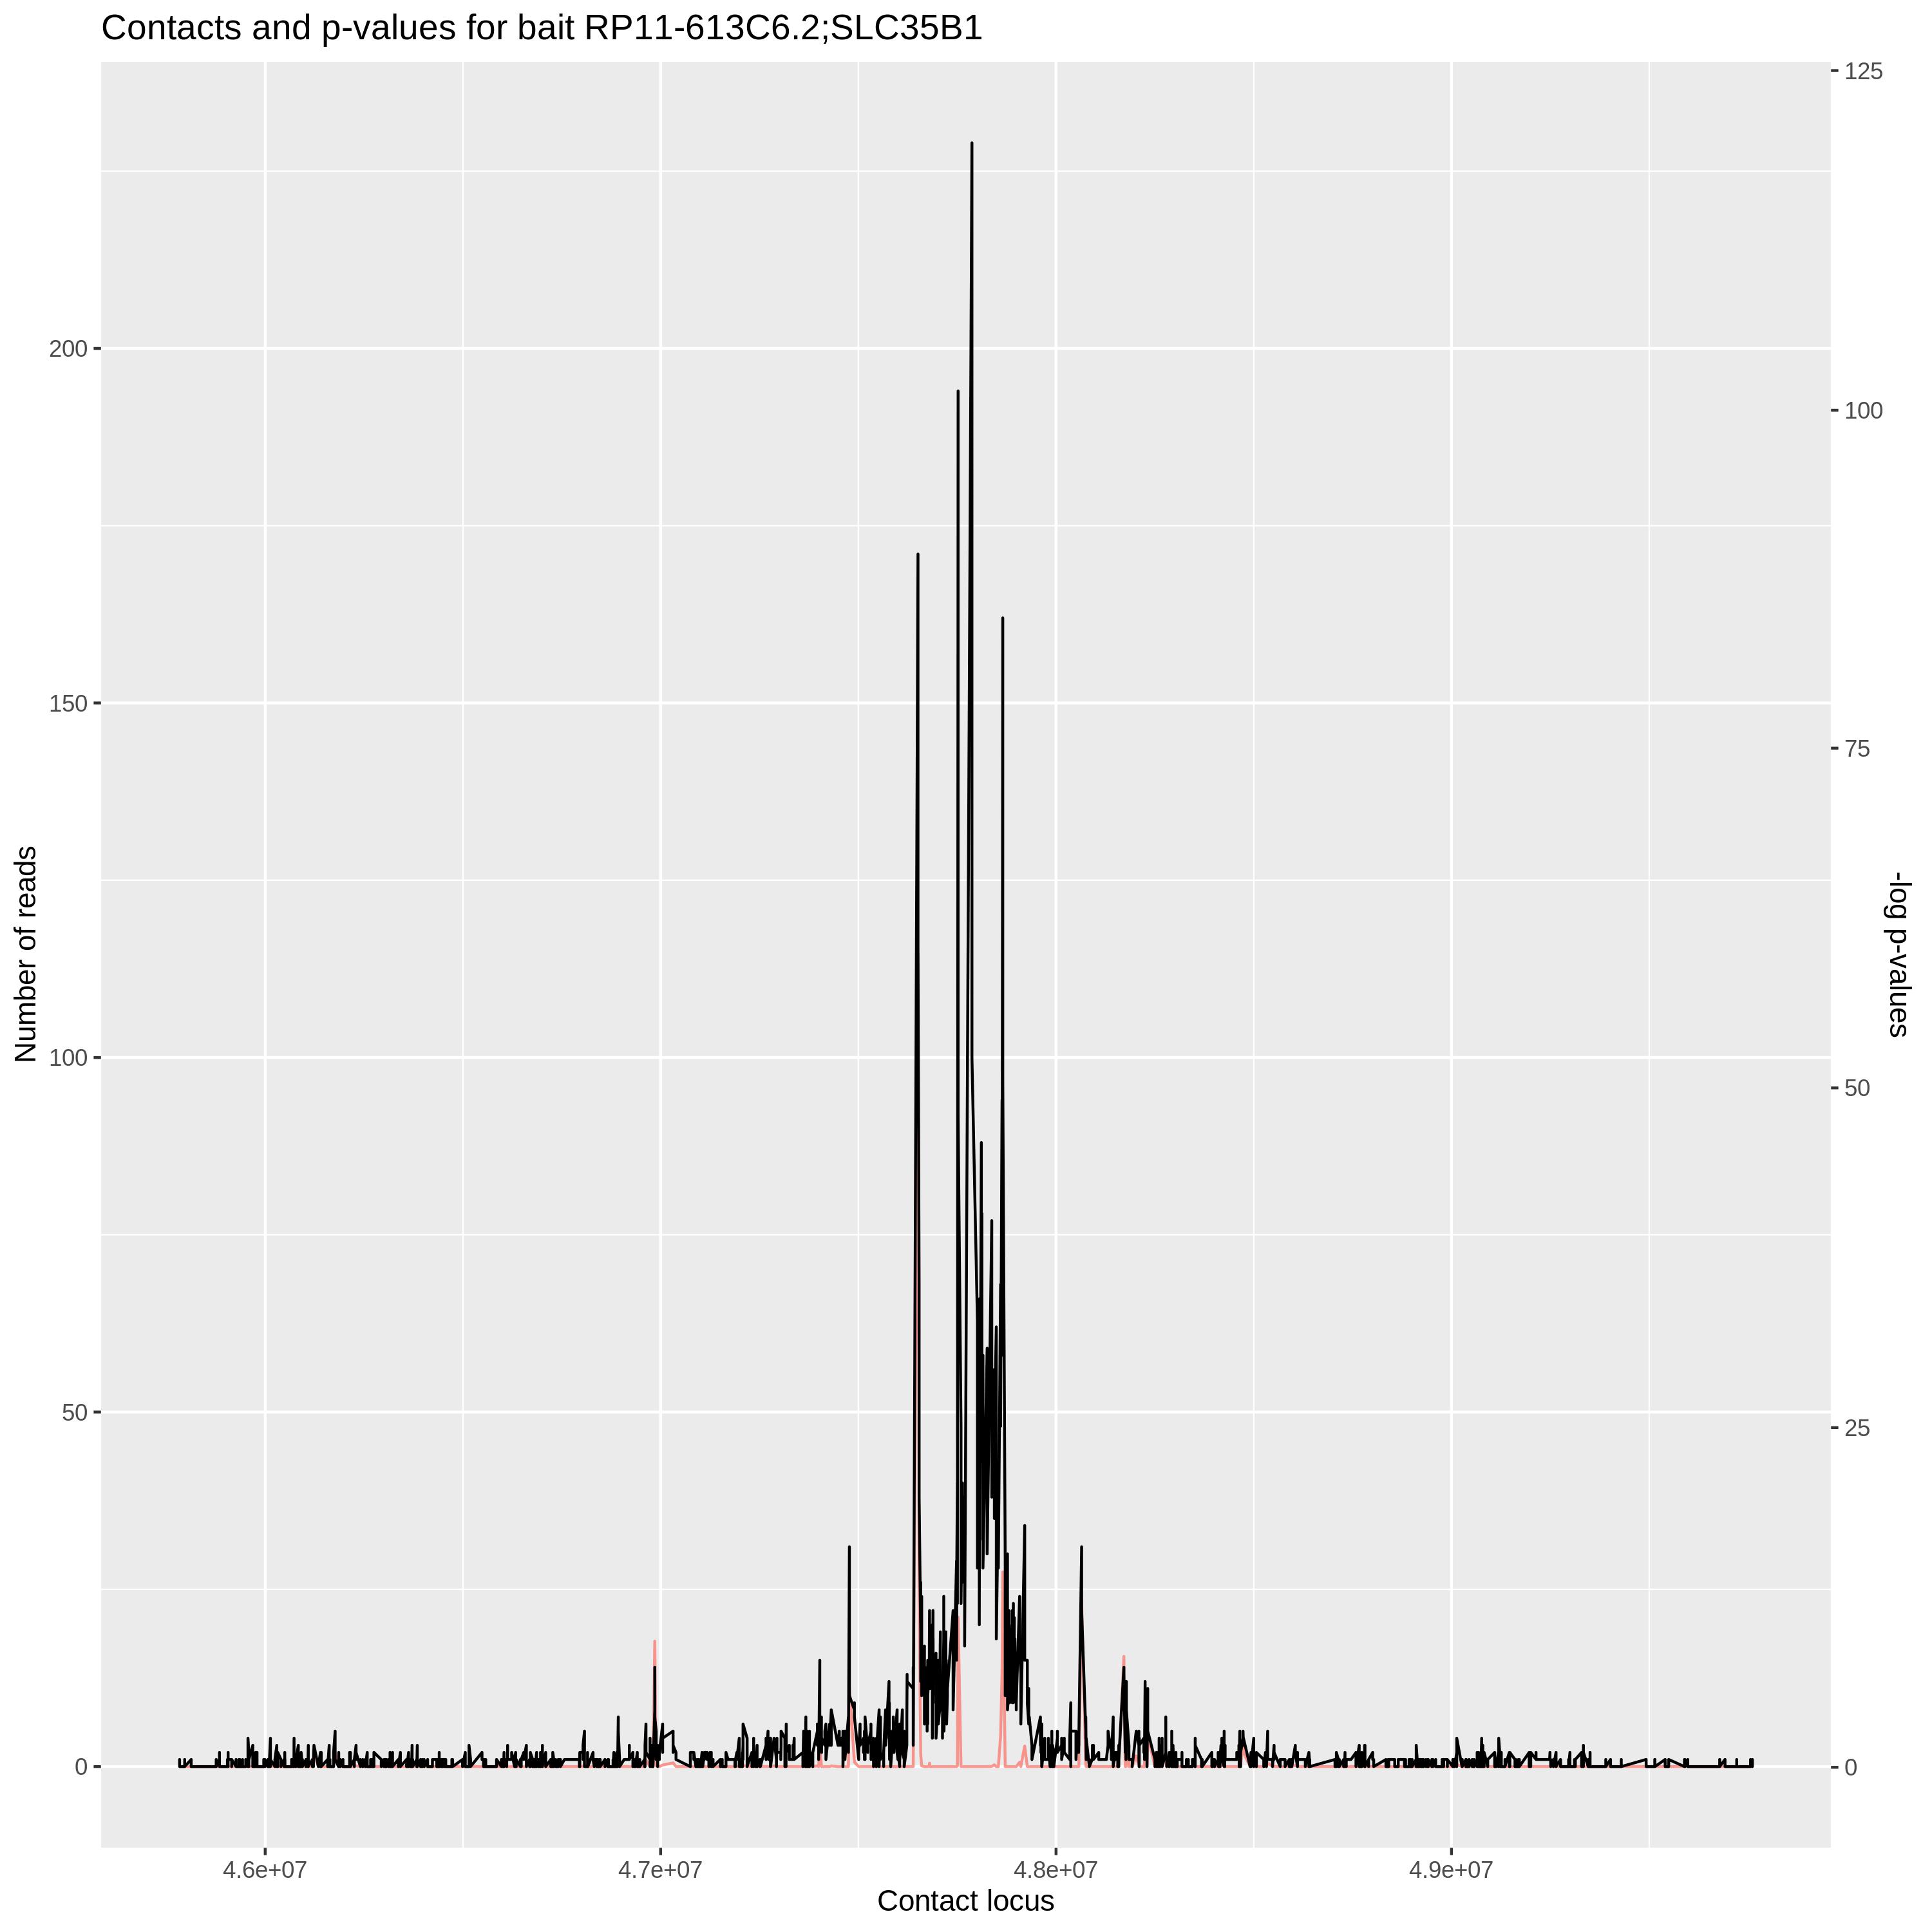 Contacts and p-values for bait RP11-613C6.2;SLC35B1
Number of reads
200
150
100
50
0
125
100
75
50
25
0
-log p-values
4.6e+07
4.7e+07
4.8e+07
4.9e+07
Contact locus